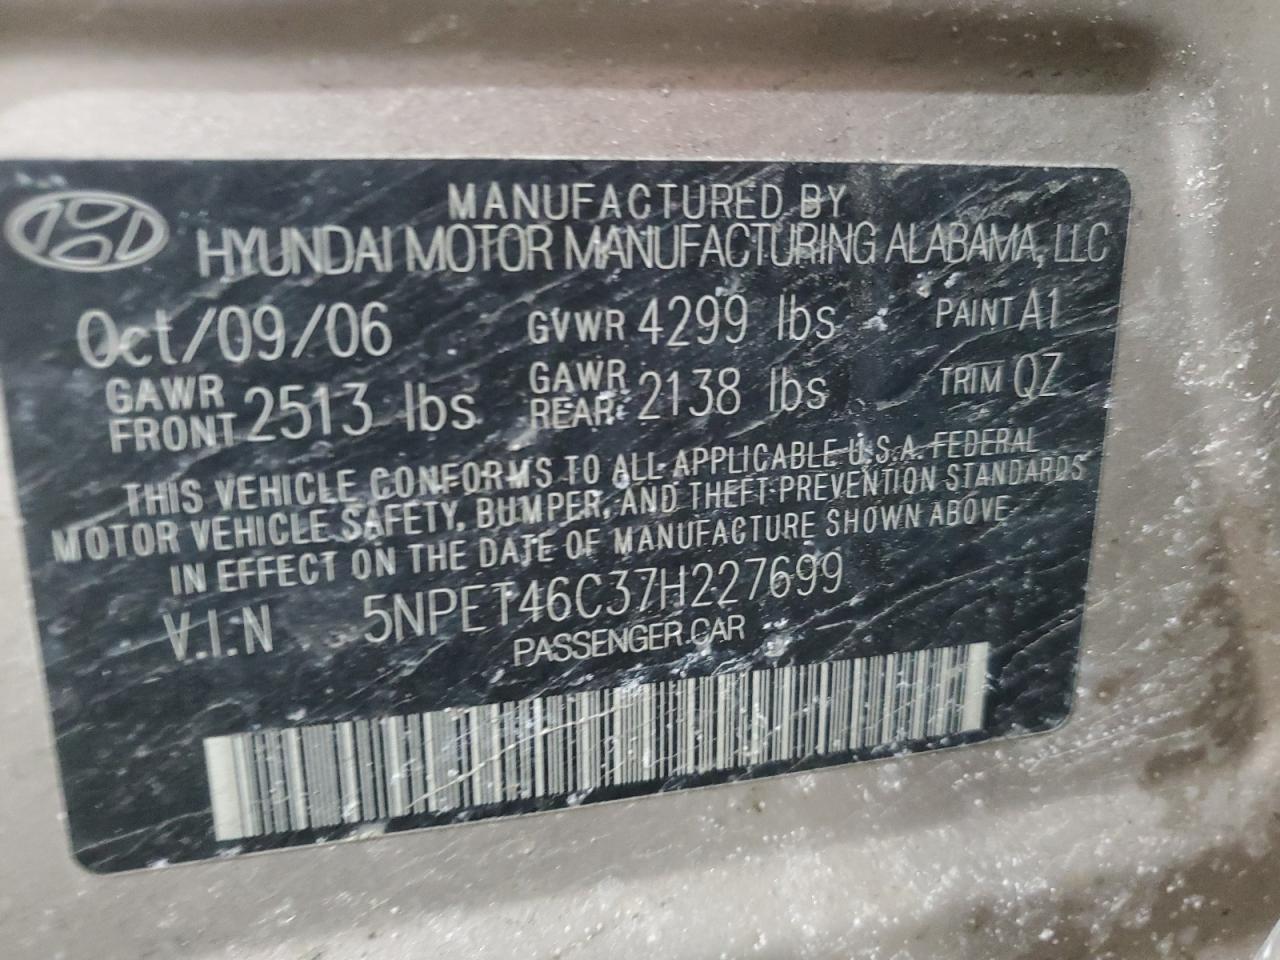 MANUFACTURED BY
HYUNDAI MOTOR MANUFACTURING ALABAMA, LLC
Oct/09/06 GVWR 4299 lbs PAINT A1
GAWR FRONT 2513 lbs GAWR REAR: 2138 lbs TRIM QZ
THIS VEHICLE CONFORMS TO ALL APPLICABLE U.S.A. FEDERAL
MOTOR VEHICLE SAFETY, BUMPER, AND THEFT PREVENTION STANDARDS
IN EFFECT ON THE DATE OF MANUFACTURE SHOWN ABOVE
V.I.N 5NPET46C37H227699
PASSENGER CAR